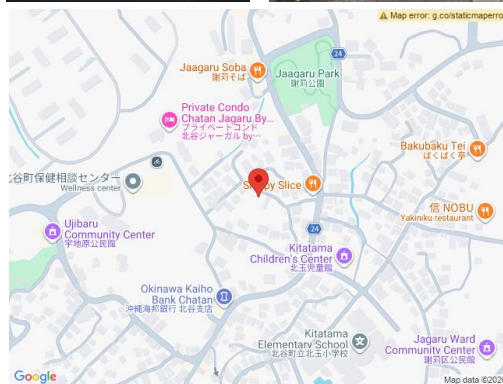 Map error: g.co/staticmaperro
24
Jaagaru Soba
謝苅そば
Jaagaru Park
謝苅公園
Private Condo
Chatan Jagaru By...
プライベートコンド
北谷ジャーガル by…
Bakubaku Tei
ばくばく亭
谷町保健相談センター
Wellness center
Slice
信 NOBU
Yakiniku restaurant
Ujibaru
Community Center
宇地原公民館
24
Kitatama
Children's Center
北玉児童館
Okinawa Kaiho
Bank Chatan
沖縄海邦銀行 北谷支店
Kitatama
Elementary School
北谷町立北玉小学校
Jagaru Ward
Community Center
謝苅区公民館
Google
Map data ©202